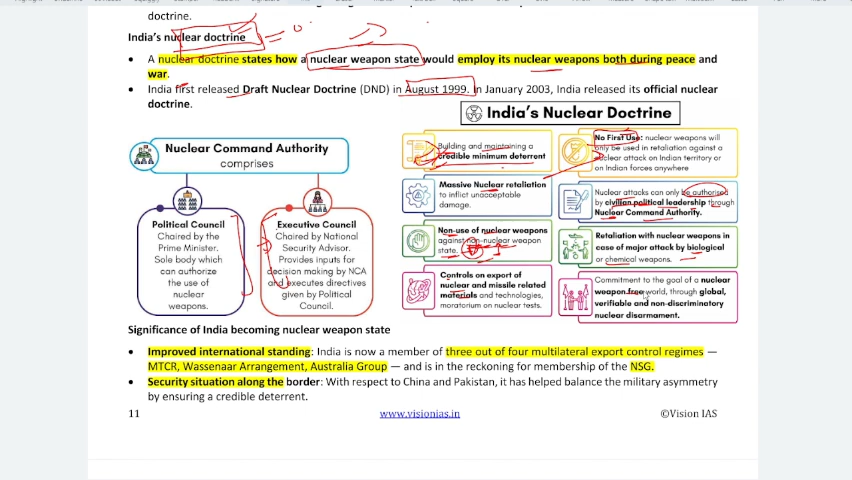 doctrine.
India's nuclear doctrine
A nuclear doctrine states how a nuclear weapon state would employ its nuclear weapons both during peace and
war.
India first released Draft Nuclear Doctrine (DND) in August 1999. In January 2003, India released its official nuclear
doctrine.
Nuclear Command Authority
comprises
Political Council
Chaired by the
Prime Minister.
Sole body which
can authorize
the use of
nuclear
weapons.
Executive Council
Chaired by National
Security Advisor.
Provides inputs for
decision making by NCA
and executes directives
given by Political
Council.
India's Nuclear Doctrine
Building and maintaining a
credible minimum deterrent
No First Use: nuclear weapons will
only be used in retaliation against a
nuclear attack on Indian territory or
on Indian forces anywhere
Massive Nuclear retaliation
to inflict unacceptable
damage.
Nuclear attacks can only be authorised
by civilian political leadership through
Nuclear Command Authority.
Non-use of nuclear weapons
against non-nuclear weapon
state.
Retaliation with nuclear weapons in
case of major attack by biological
or chemical weapons.
Controls on export of
nuclear and missile related
materials and technologies,
moratorium on nuclear tests.
Commitment to the goal of a nuclear
weapon-free world, through global,
verifiable and non-discriminatory
nuclear disarmament.
Significance of India becoming nuclear weapon state
Improved international standing: India is now a member of three out of four multilateral export control regimes —
MTCR, Wassenaar Arrangement, Australia Group — and is in the reckoning for membership of the NSG.
Security situation along the border: With respect to China and Pakistan, it has helped balance the military asymmetry
by ensuring a credible deterrent.
11 www.visionias.in ©Vision IAS